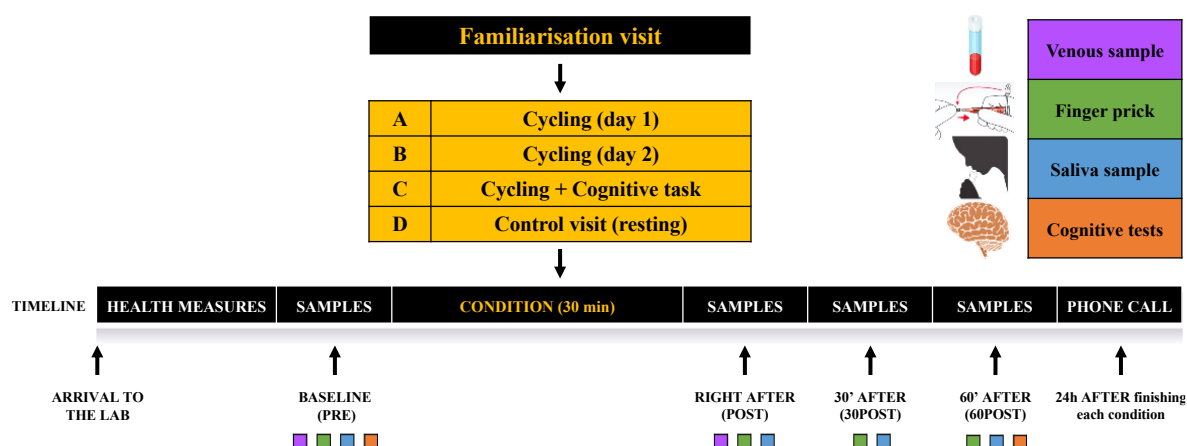 Familiarisation visit
Venous sample
Finger prick
Saliva sample
Cognitive tests
A Cycling (day 1)
B Cycling (day 2)
C Cycling + Cognitive task
D Control visit (resting)
TIMELINE HEALTH MEASURES SAMPLES CONDITION (30 min) SAMPLES SAMPLES SAMPLES PHONE CALL
ARRIVAL TO
THE LAB
BASELINE
(PRE)
RIGHT AFTER
(POST)
30’ AFTER
(30POST)
60’ AFTER
(60POST)
24h AFTER finishing
each condition